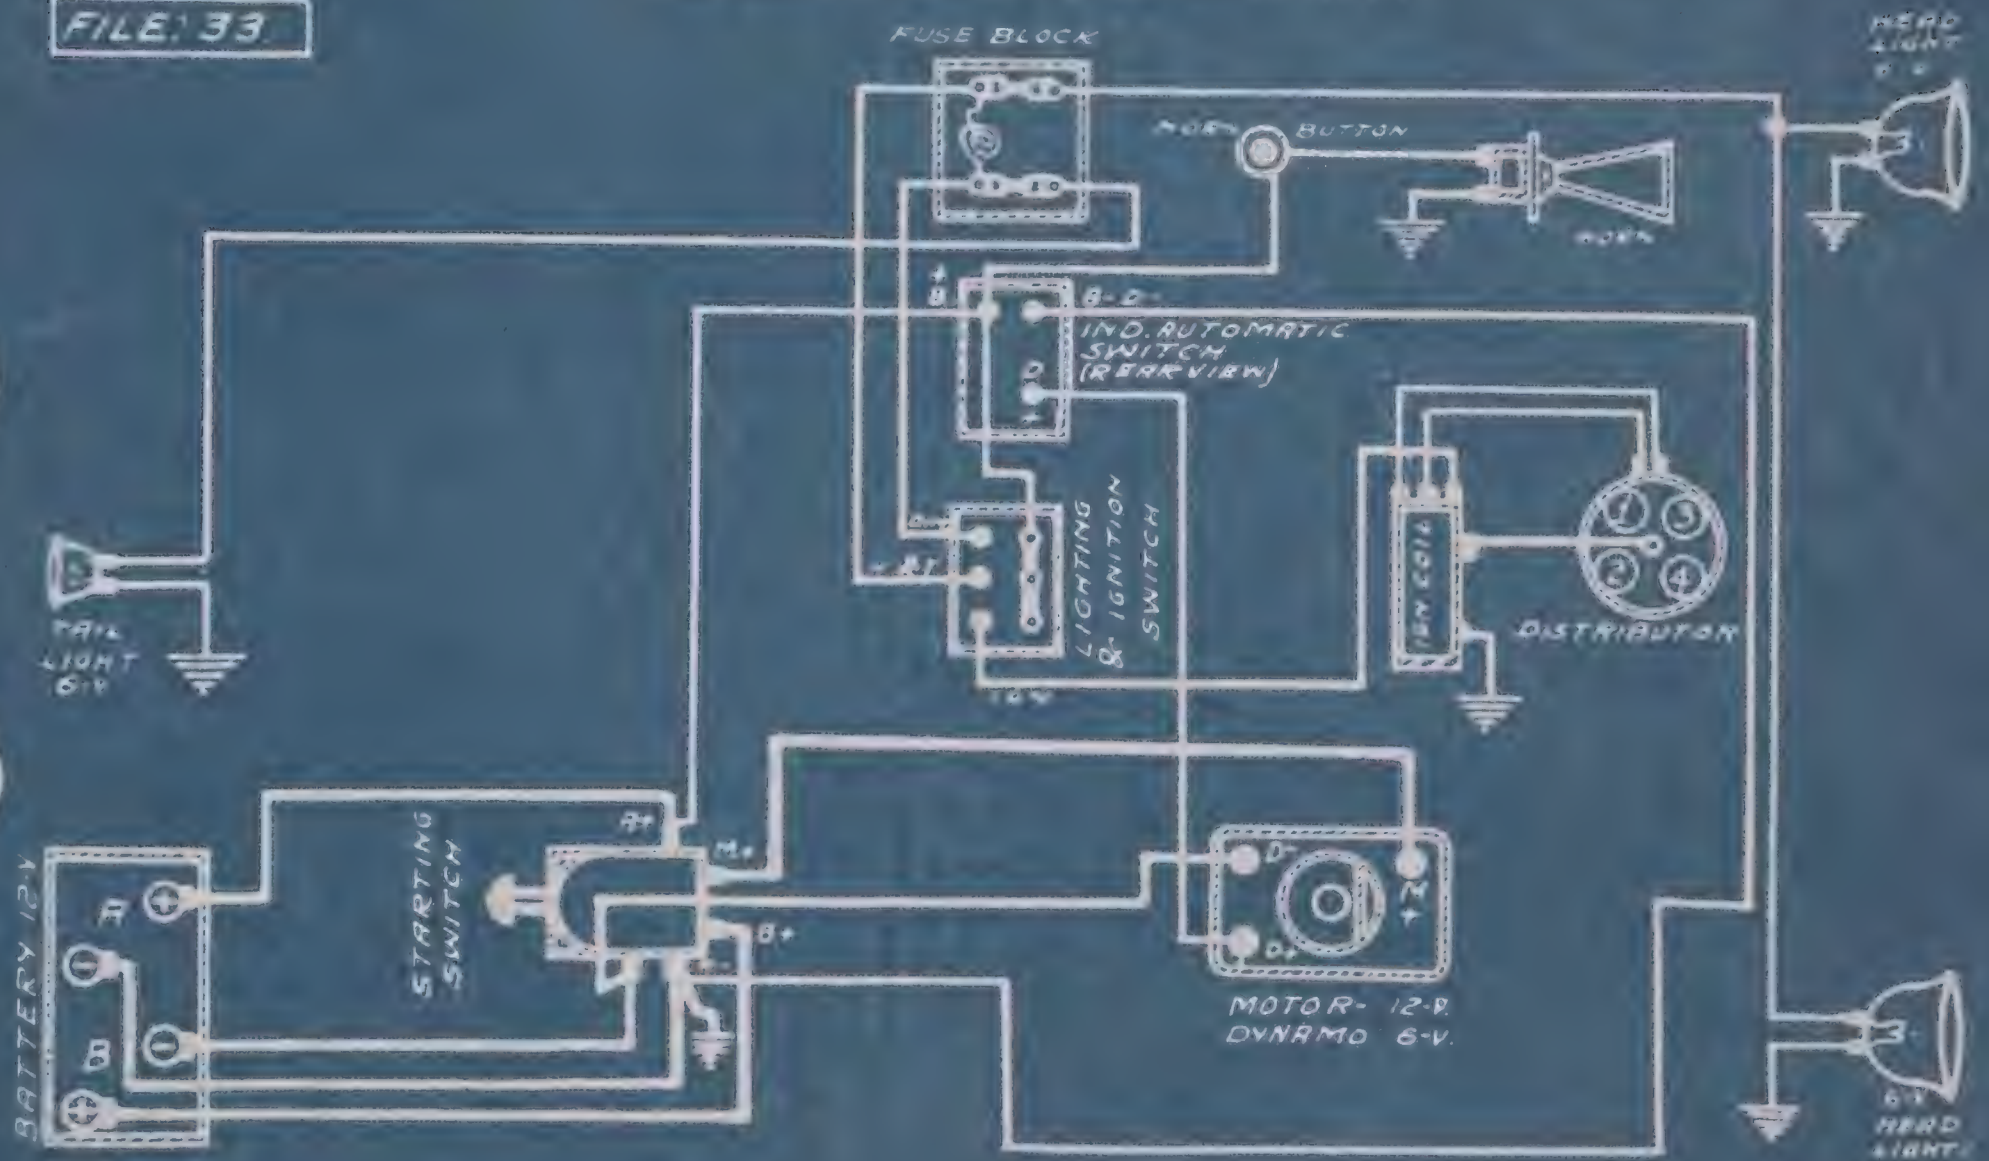 FILE: 33.
FUSE BLOCK
HEAD
LIGHT
HORN BUTTON
HORN
B- D-
IND. AUTOMATIC
SWITCH
(REAR VIEW)
D
+
LIGHTING
& IGNITION
SWITCH
IGN
IGN COIL
1
3
2
4
DISTRIBUTOR
TAIL
LIGHT
6-V
BATTERY 12V
A
B
STARTING
SWITCH
A+
M+
B+
D-
D+
M
+
MOTOR- 12-V.
DYNAMO 6-V.
6-V
HEAD
LIGHT